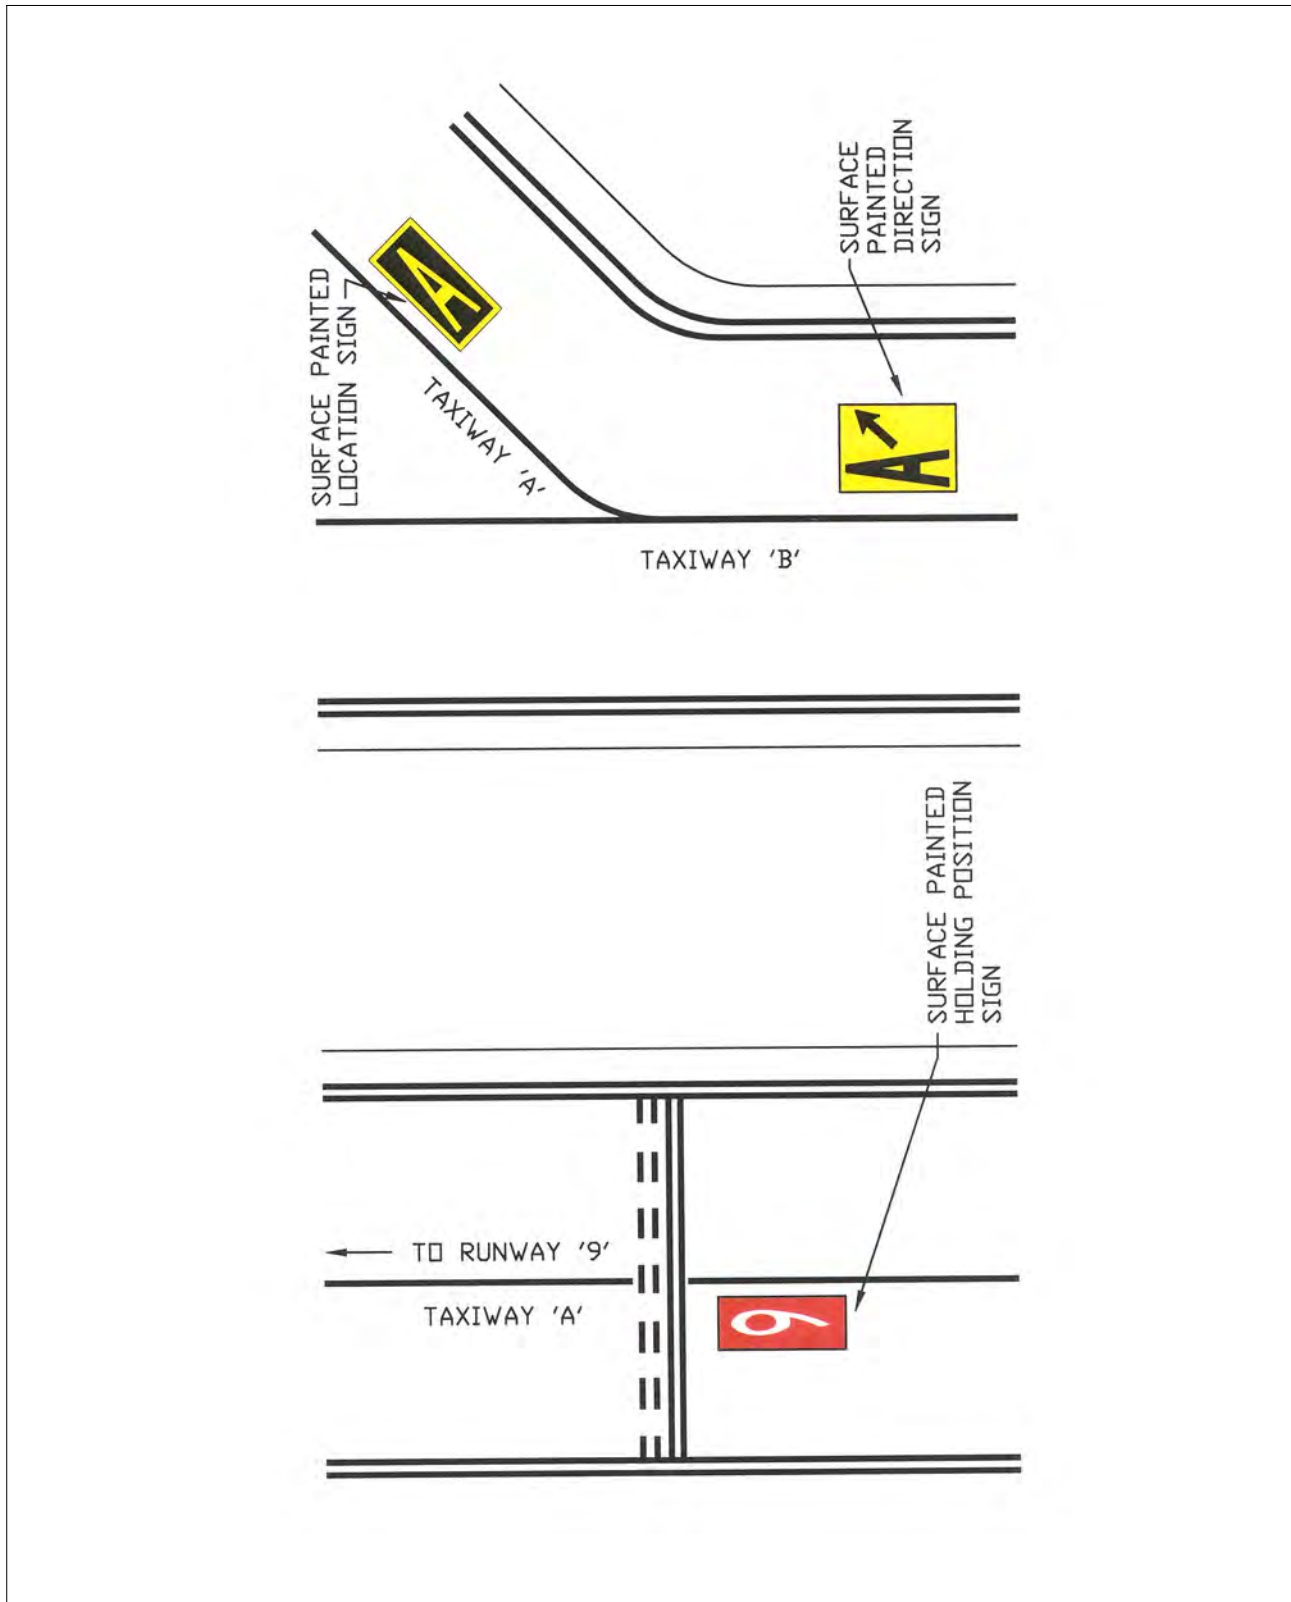 SURFACE
PAINTED
DIRECTION
SIGN
A
SURFACE PAINTED
LOCATION SIGN
TAXIWAY 'A'
A
TAXIWAY 'B'
SURFACE PAINTED
HOLDING POSITION
SIGN
TO RUNWAY '9'
TAXIWAY 'A'
9